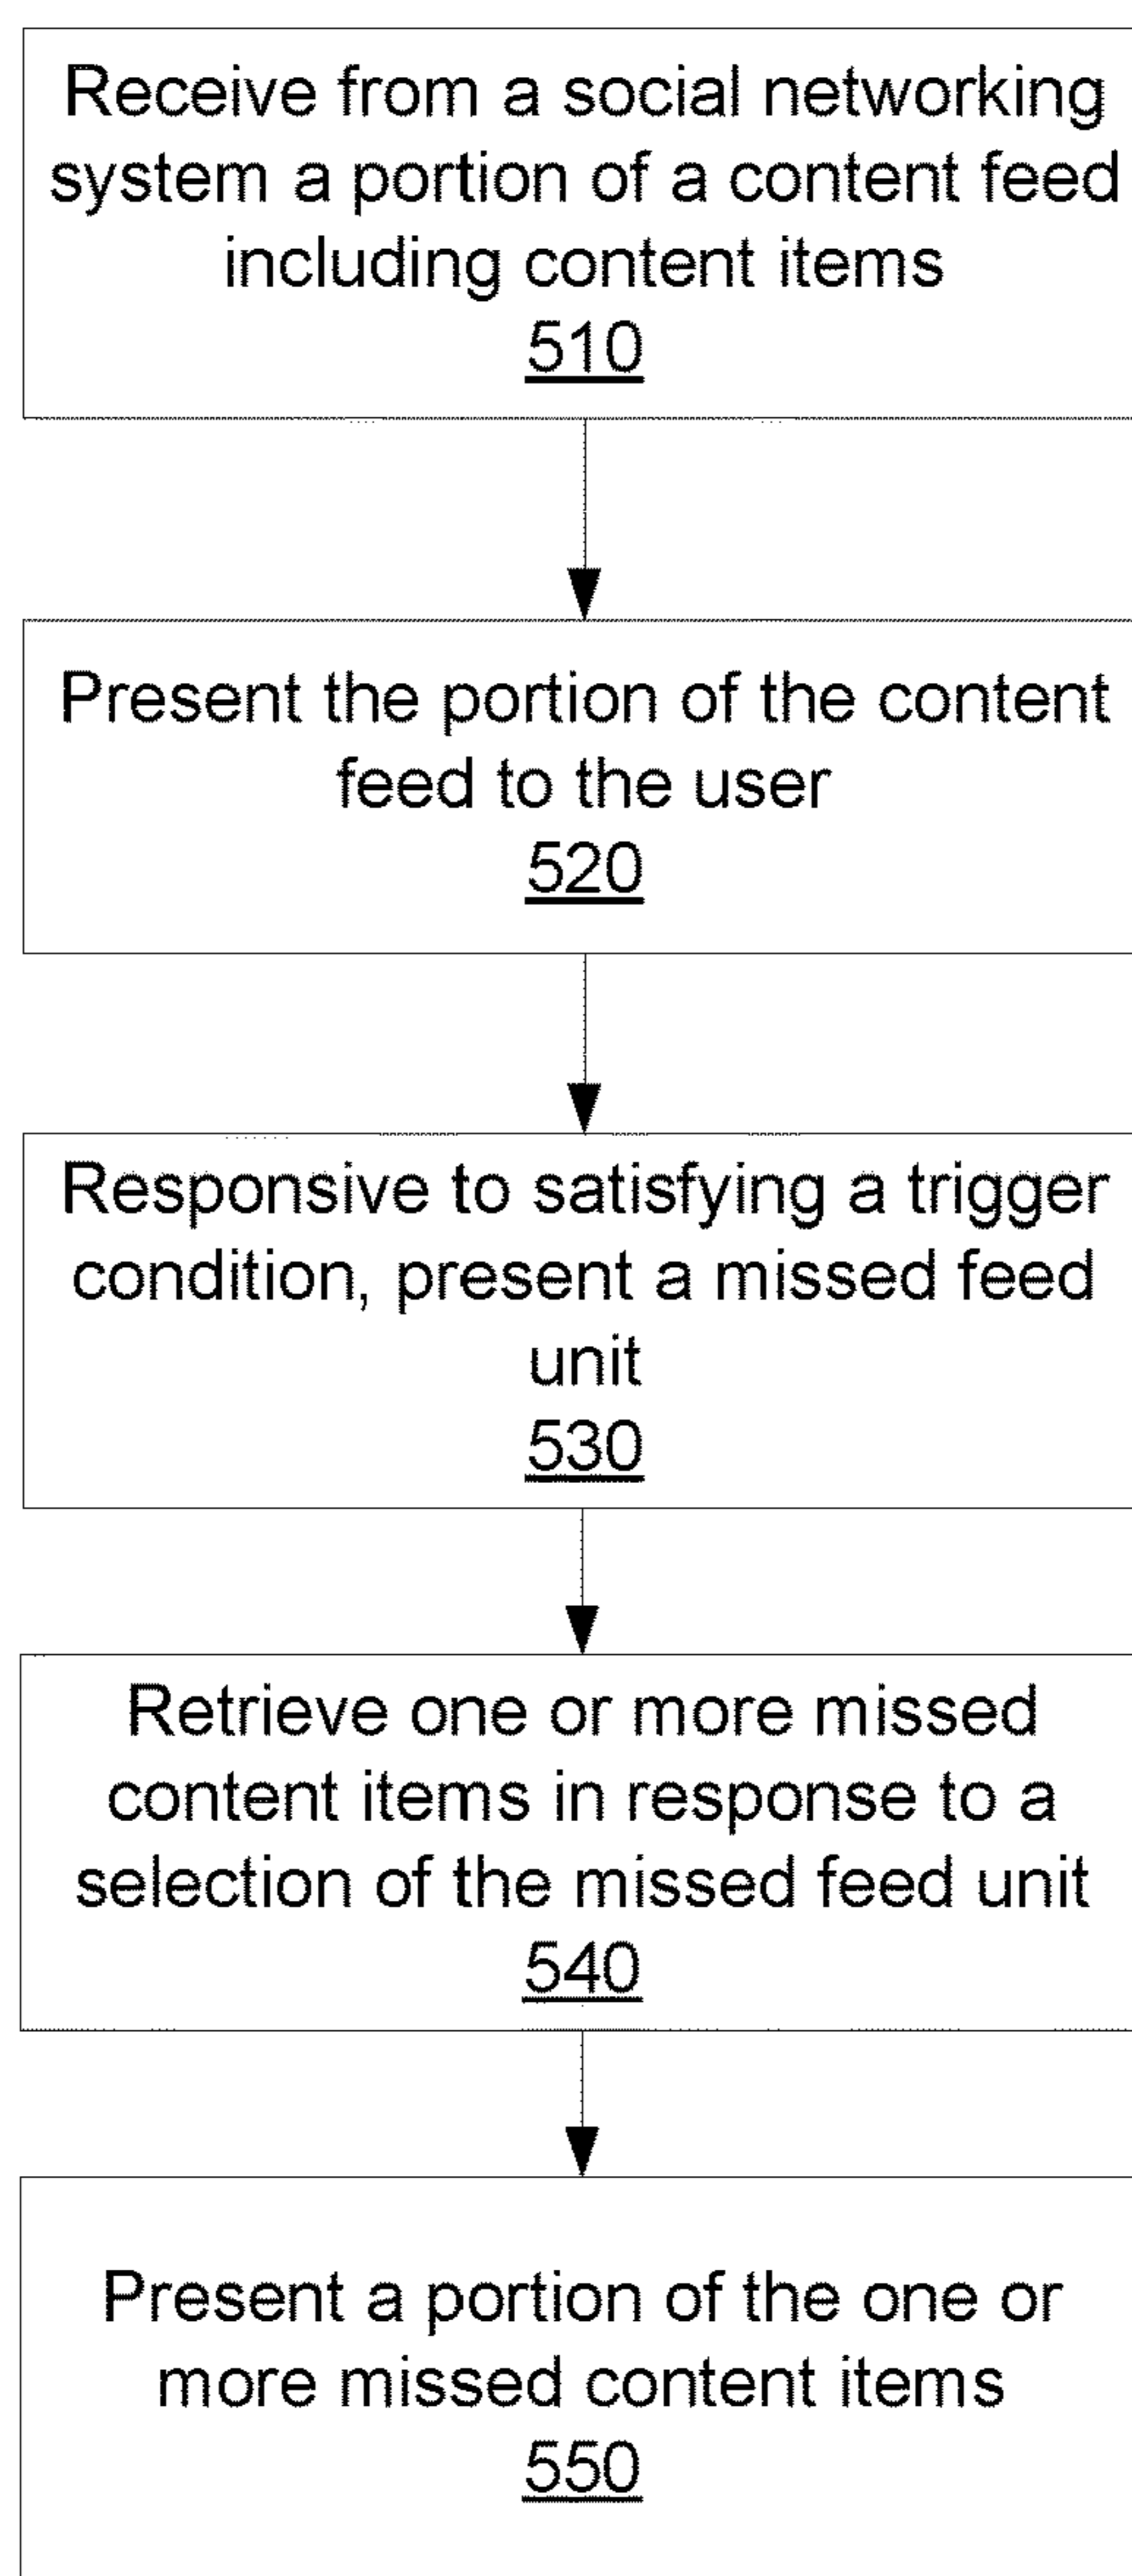 Receive from a social networking
system a portion of a content feed
including content items
510
Present the portion of the content
feed to the user
520
Responsive to satisfying a trigger
condition, present a missed feed
unit
530
Retrieve one or more missed
content items in response to a
selection of the missed feed unit
540
Present a portion of the one or
more missed content items
550